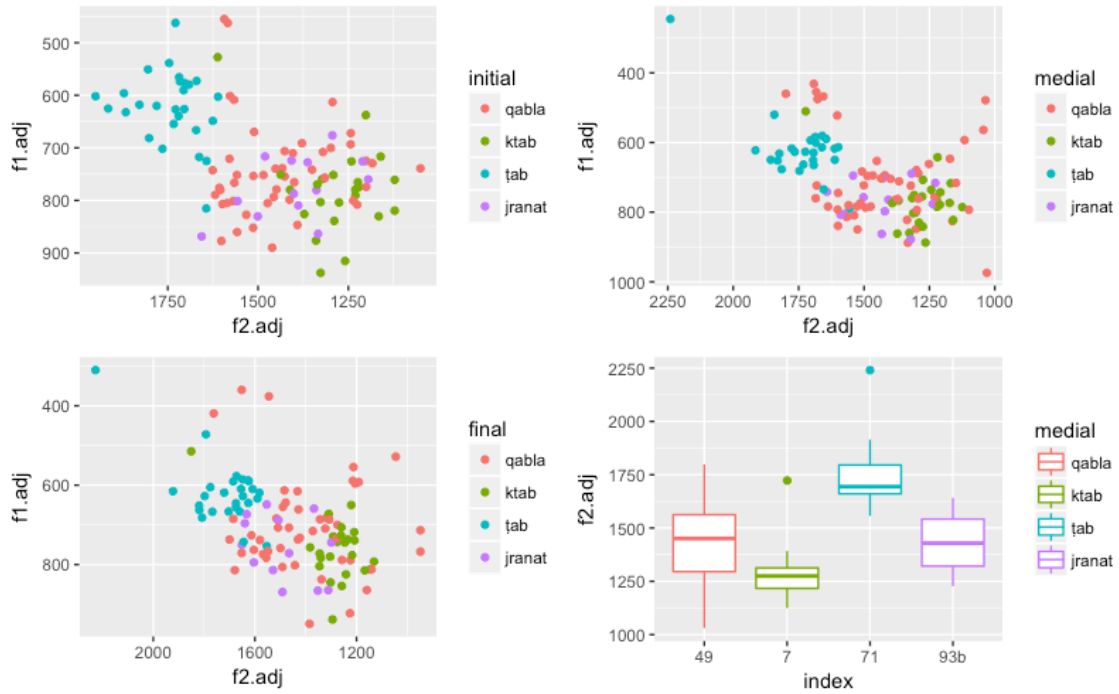 500
600
700
800
900
f1.adj
1750
1500
1250
f2.adj
initial
qabla
ktab
ṭab
jranat
400
600
800
1000
f1.adj
2250
2000
1750
1500
1250
1000
f2.adj
medial
qabla
ktab
ṭab
jranat
400
600
800
f1.adj
2000
1600
1200
f2.adj
final
qabla
ktab
ṭab
jranat
2250
2000
1750
1500
1250
1000
f2.adj
49
7
71
93b
index
medial
qabla
ktab
ṭab
jranat